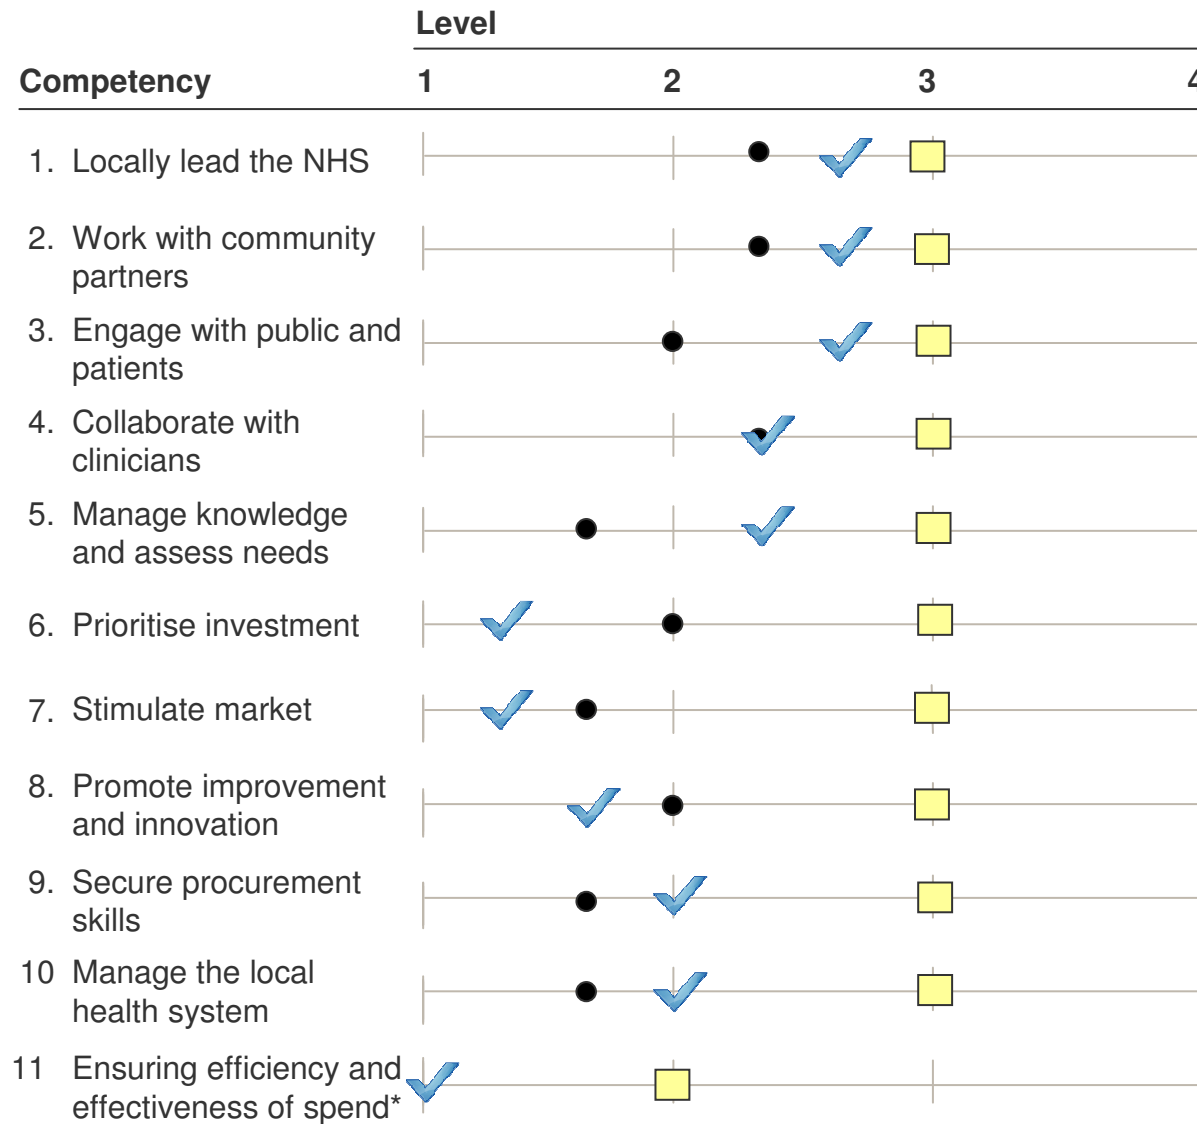 Level
Competency 1 2 3 4
1. Locally lead the NHS
2. Work with community
partners
3. Engage with public and
patients
4. Collaborate with
clinicians
5. Manage knowledge
and assess needs
6. Prioritise investment
7. Stimulate market
8. Promote improvement
and innovation
9. Secure procurement
skills
10 Manage the local
health system
11 Ensuring efficiency and
effectiveness of spend*